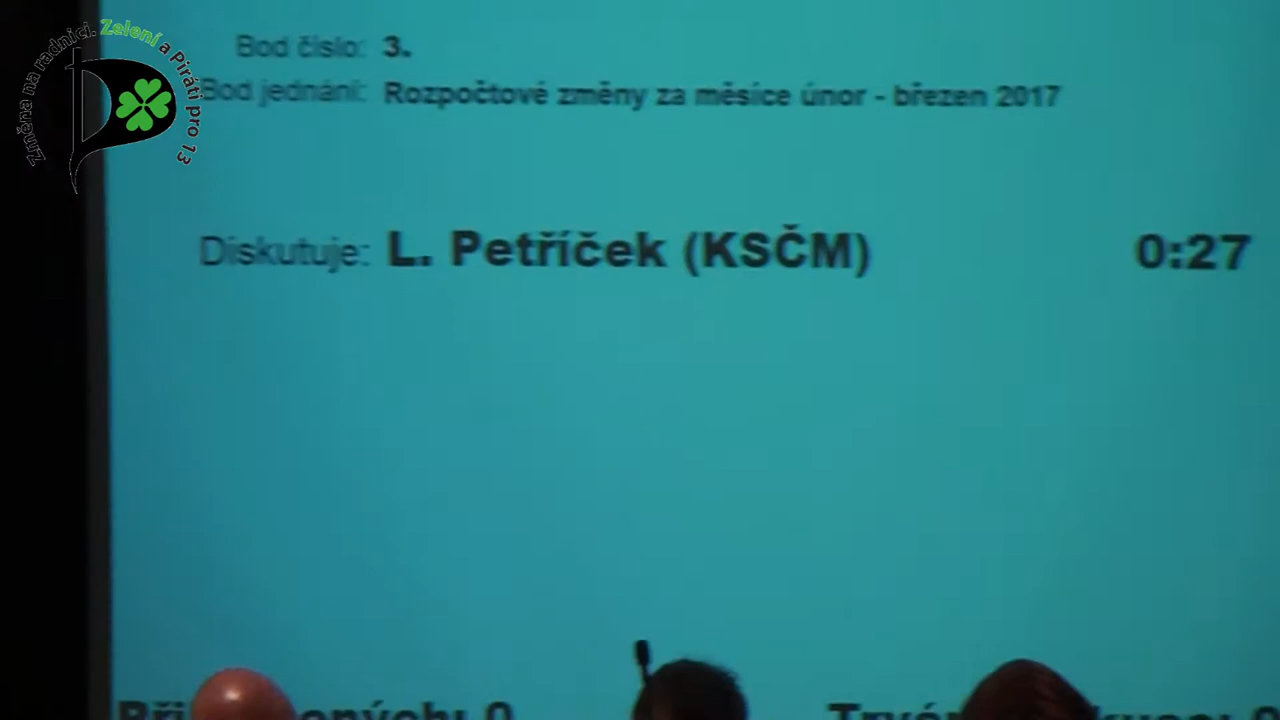 Změna na radnici. Zelení a Piráti pro 13
Bod číslo: 3.
Bod jednání: Rozpočtové změny za měsíce únor - březen 2017
Diskutuje: L. Petříček (KSČM) 0:27